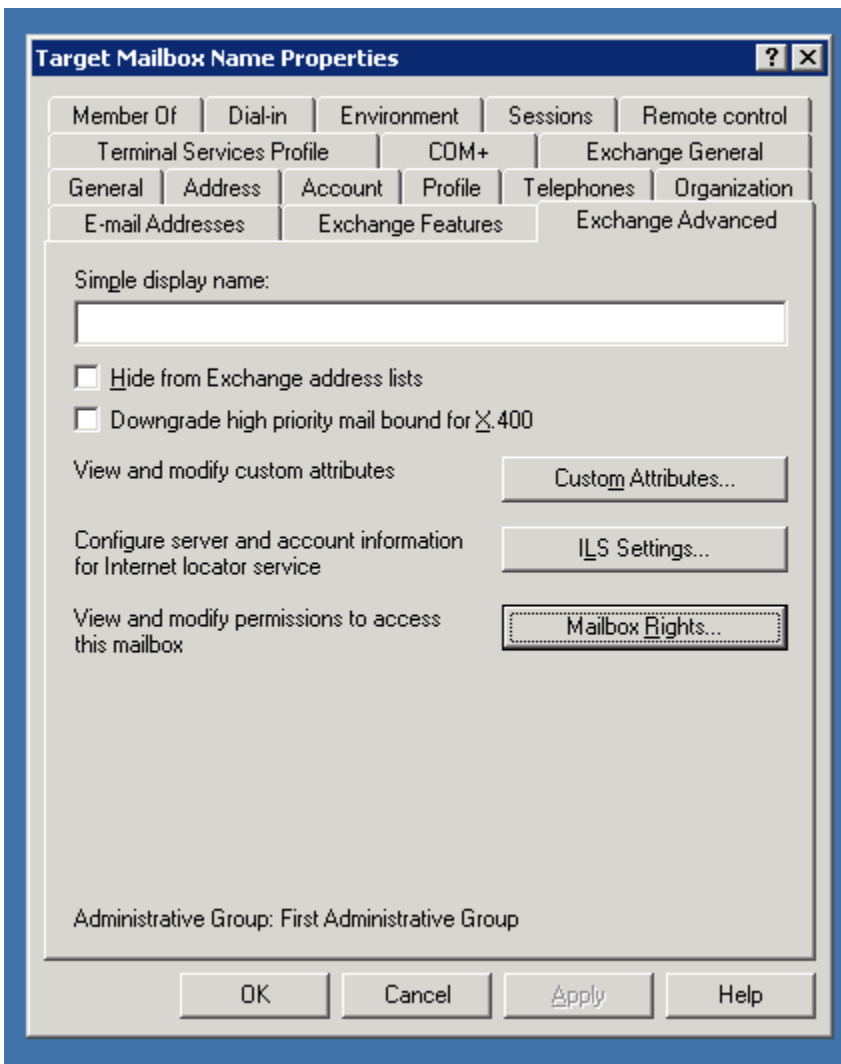 Target Mailbox Name Properties
Member Of Dial-in Environment Sessions Remote control
Terminal Services Profile COM+ Exchange General
General Address Account Profile Telephones Organization
E-mail Addresses Exchange Features Exchange Advanced
Simple display name:
Hide from Exchange address lists
Downgrade high priority mail bound for X.400
View and modify custom attributes
Custom Attributes...
Configure server and account information
for Internet locator service
ILS Settings...
View and modify permissions to access
this mailbox
Mailbox Rights...
Administrative Group: First Administrative Group
OK Cancel Apply Help